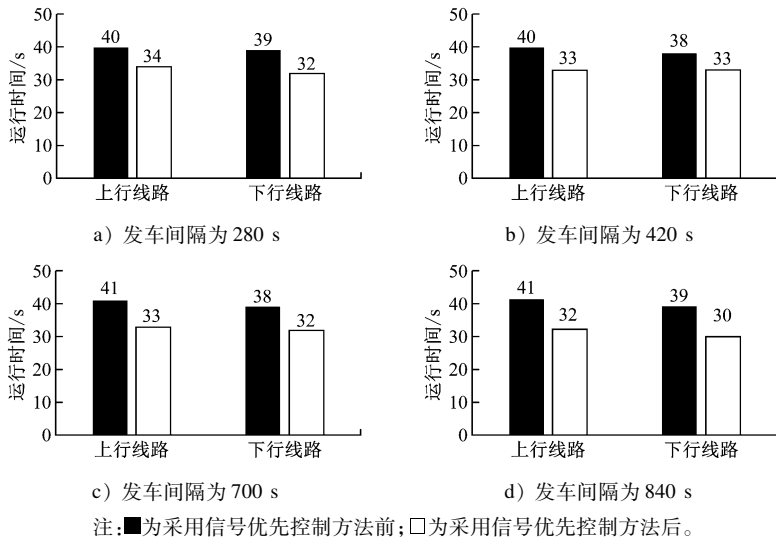 50
40
30
20
10
0
运行时间/s
40
34
39
32
上行线路
下行线路
a）发车间隔为 280 s
50
40
30
20
10
0
运行时间/s
40
33
38
33
上行线路
下行线路
b）发车间隔为 420 s
50
40
30
20
10
0
运行时间/s
41
33
38
32
上行线路
下行线路
c）发车间隔为 700 s
50
40
30
20
10
0
运行时间/s
41
32
39
30
上行线路
下行线路
d）发车间隔为 840 s
注:■为采用信号优先控制方法前;□为采用信号优先控制方法后。